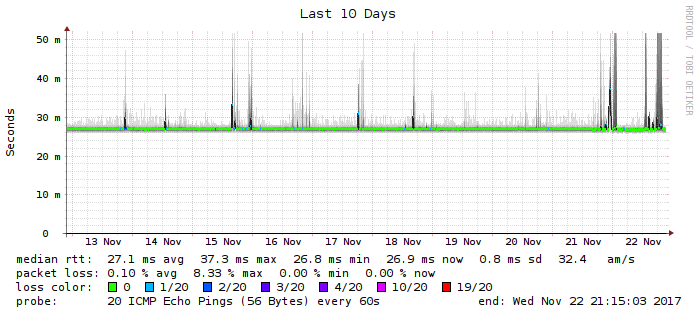 Last 10 Days
RRDTOOL / TOBI OETIKER
Seconds
50 m
40 m
30 m
20 m
10 m
0
13 Nov 14 Nov 15 Nov 16 Nov 17 Nov 18 Nov 19 Nov 20 Nov 21 Nov 22 Nov
median rtt: 27.1 ms avg 37.3 ms max 26.8 ms min 26.9 ms now 0.8 ms sd 32.4 am/s
packet loss: 0.10 % avg 8.33 % max 0.00 % min 0.00 % now
loss color: 0 1/20 2/20 3/20 4/20 10/20 19/20
probe: 20 ICMP Echo Pings (56 Bytes) every 60s end: Wed Nov 22 21:15:03 2017